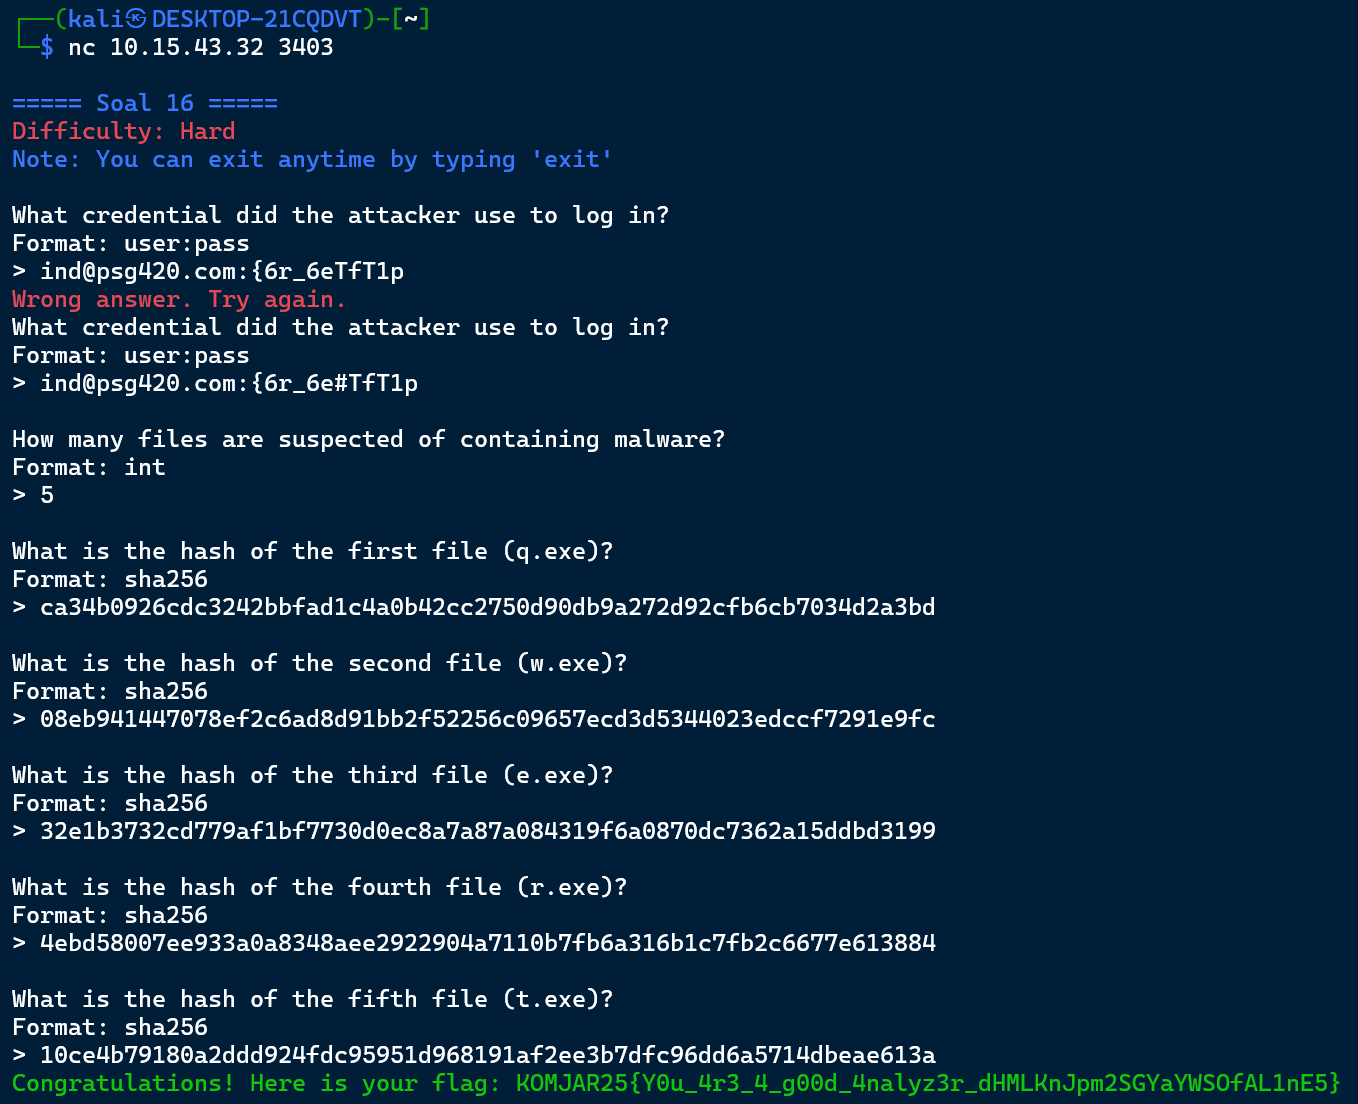 ┌──(kali㉿DESKTOP-21CQDVT)-[~]
└─$ nc 10.15.43.32 3403
===== Soal 16 =====
Difficulty: Hard
Note: You can exit anytime by typing 'exit'
What credential did the attacker use to log in?
Format: user:pass
> ind@psg420.com:{6r_6eTfT1p
Wrong answer. Try again.
What credential did the attacker use to log in?
Format: user:pass
> ind@psg420.com:{6r_6e#TfT1p
How many files are suspected of containing malware?
Format: int
> 5
What is the hash of the first file (q.exe)?
Format: sha256
> ca34b0926cdc3242bbfad1c4a0b42cc2750d90db9a272d92cfb6cb7034d2a3bd
What is the hash of the second file (w.exe)?
Format: sha256
> 08eb941447078ef2c6ad8d91bb2f52256c09657ecd3d5344023edccf7291e9fc
What is the hash of the third file (e.exe)?
Format: sha256
> 32e1b3732cd779af1bf7730d0ec8a7a87a084319f6a0870dc7362a15ddbd3199
What is the hash of the fourth file (r.exe)?
Format: sha256
> 4ebd58007ee933a0a8348aee2922904a7110b7fb6a316b1c7fb2c6677e613884
What is the hash of the fifth file (t.exe)?
Format: sha256
> 10ce4b79180a2ddd924fdc95951d968191af2ee3b7dfc96dd6a5714dbeae613a
Congratulations! Here is your flag: KOMJAR25{Y0u_4r3_4_g00d_4nalyz3r_dHMLKnJpm2SGYaYWSOfAL1nE5}